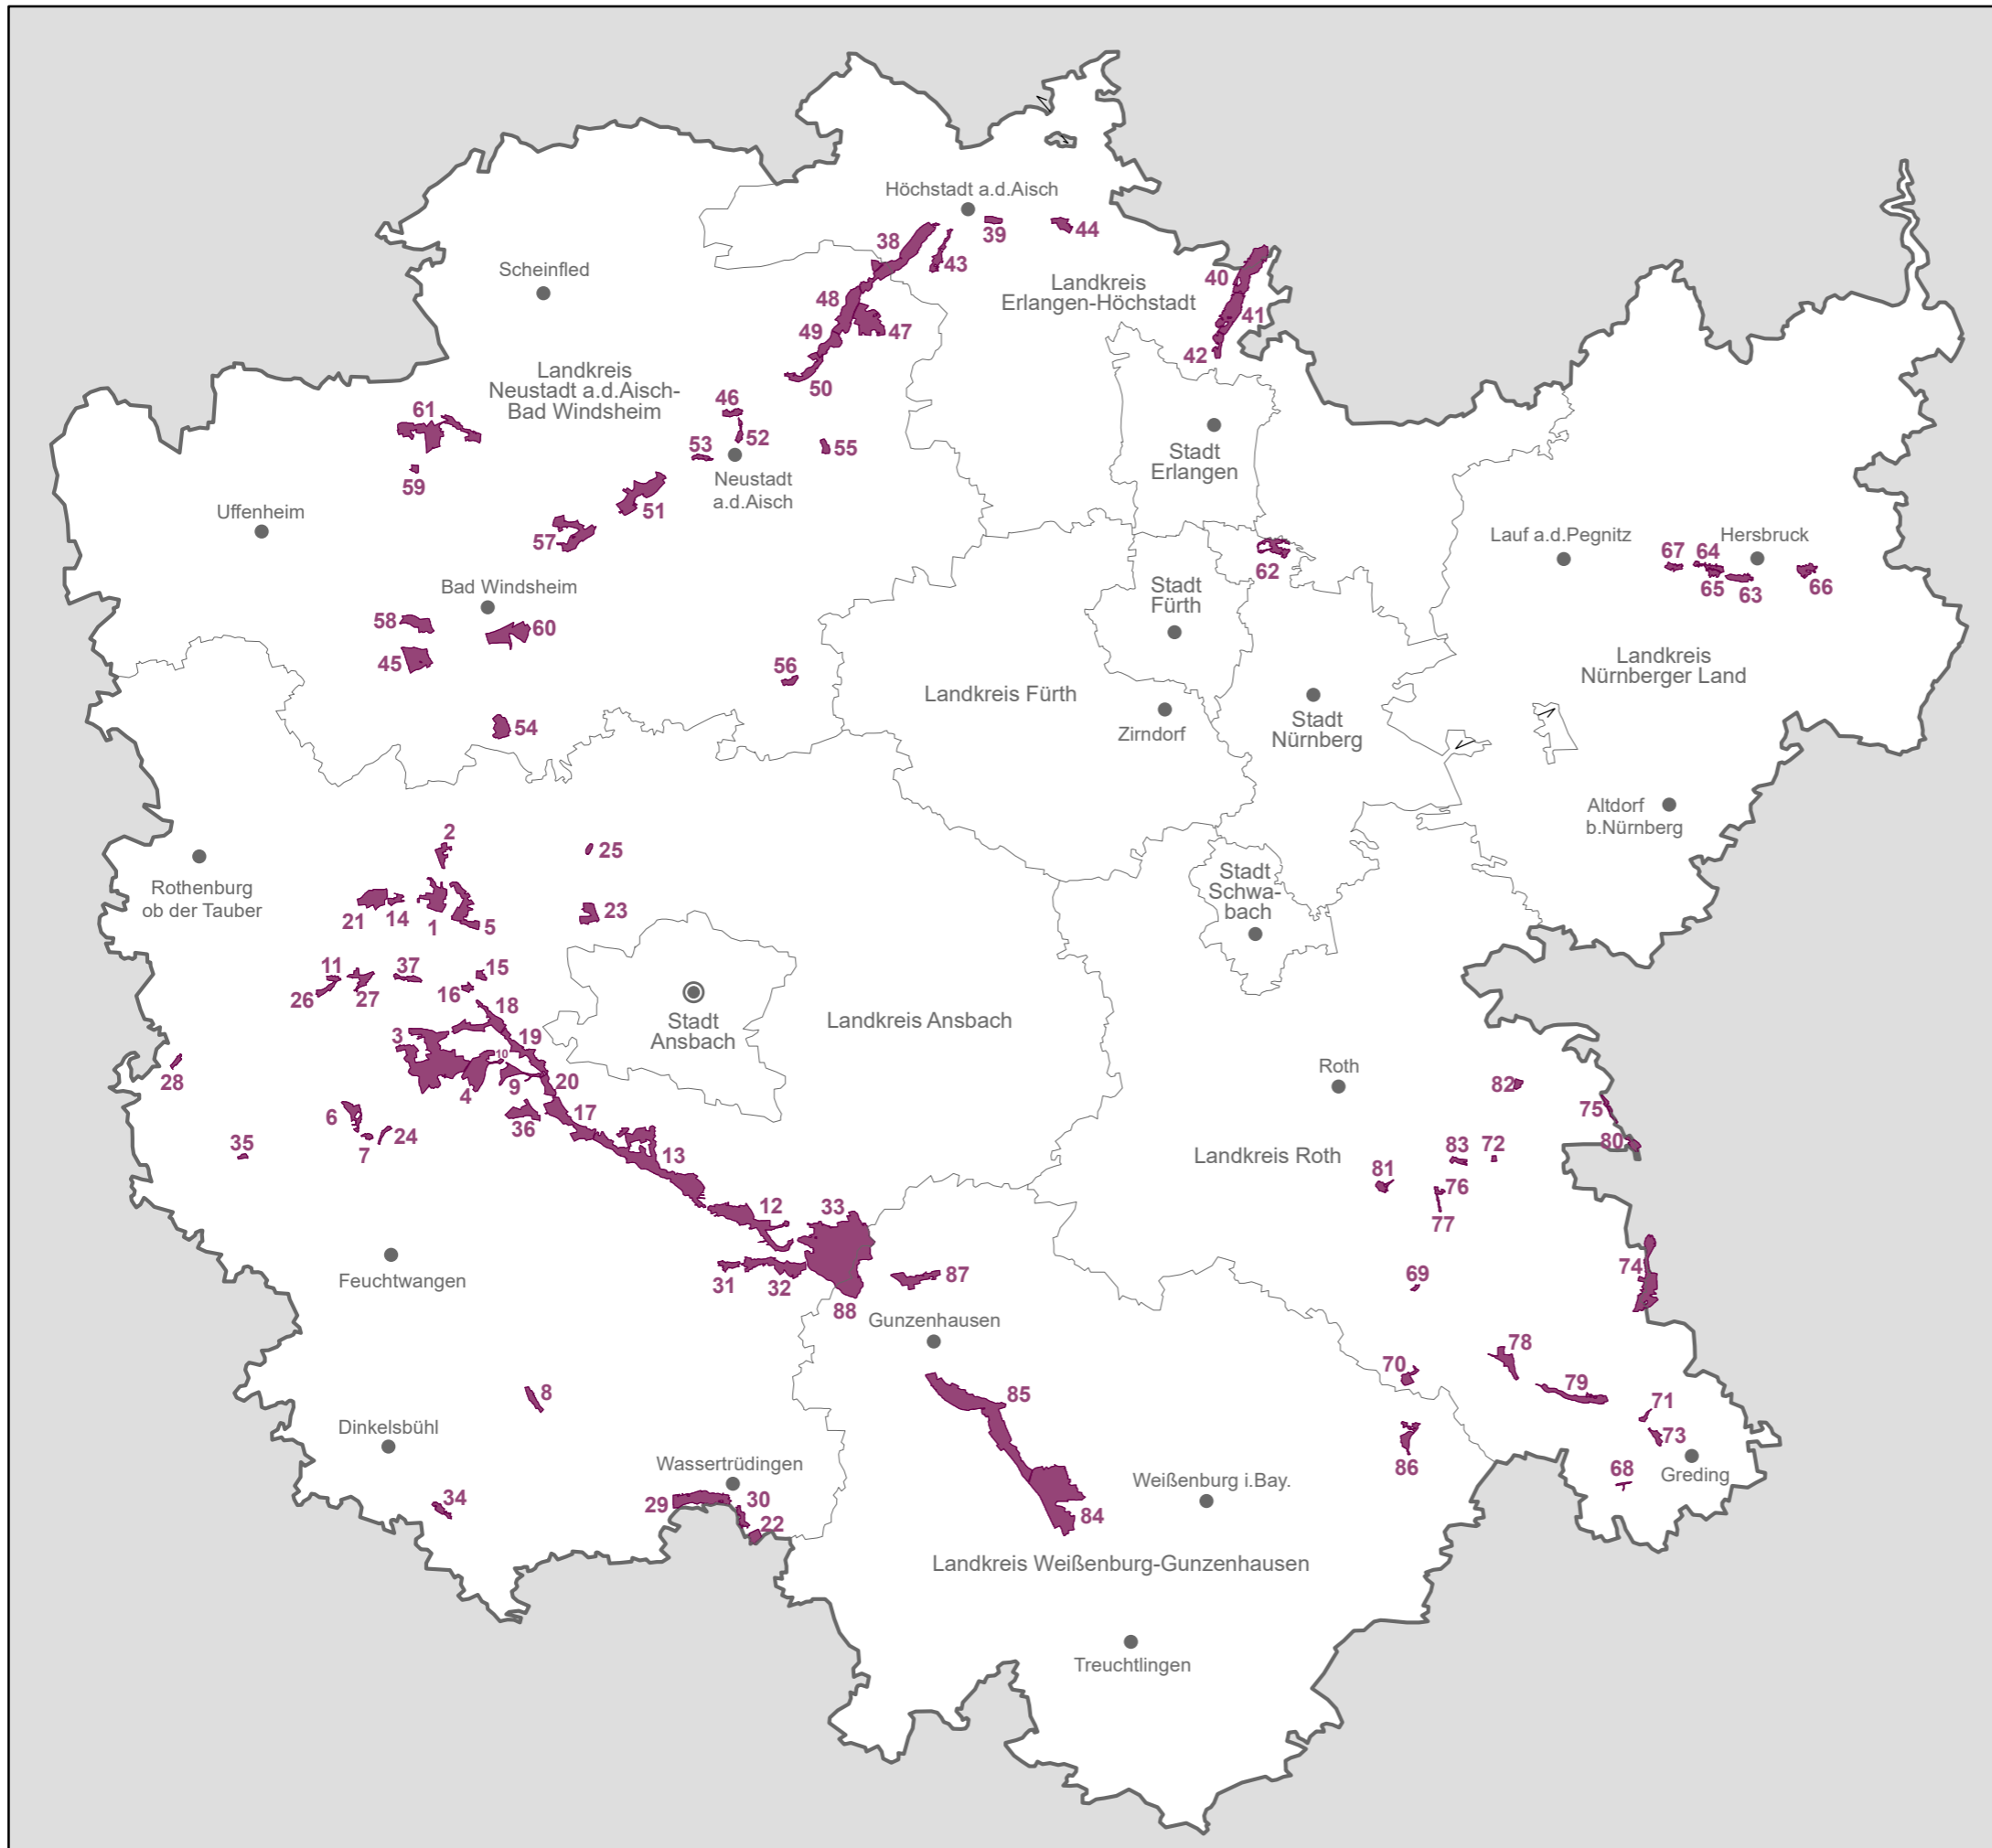 Höchstadt a.d.Aisch
38
39
44
43
Scheinfled
Landkreis
Erlangen-Höchstadt
40
41
42
48
47
49
50
Landkreis
Neustadt a.d.Aisch-
Bad Windsheim
61
59
46
52
53
55
Neustadt
a.d.Aisch
Stadt
Erlangen
51
57
Uffenheim
Lauf a.d.Pegnitz
Hersbruck
67
64
65
63
66
62
Stadt
Fürth
Bad Windsheim
58
60
45
56
54
Landkreis Fürth
Zirndorf
Stadt
Nürnberg
Landkreis
Nürnberger Land
Altdorf
b.Nürnberg
2
25
Rothenburg
ob der Tauber
21
14
1
5
23
Stadt
Schwa-
bach
11
26
27
37
15
16
18
Stadt
Ansbach
Landkreis Ansbach
3
19
10
28
4
9
20
17
36
6
7
24
35
13
Roth
82
75
80
Landkreis Roth
83
72
81
76
77
12
33
31
32
88
87
74
69
Feuchtwangen
Gunzenhausen
78
70
79
71
73
85
86
68
Greding
8
Dinkelsbühl
Wassertrüdingen
Weißenburg i.Bay.
34
29
30
22
84
Landkreis Weißenburg-Gunzenhausen
Treuchtlingen